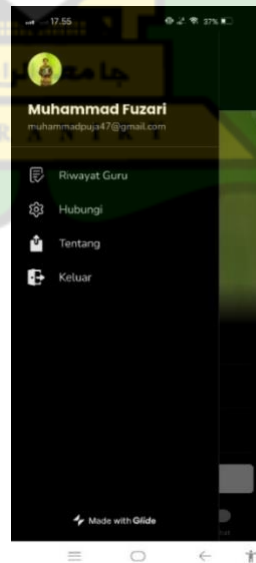 17.55
37%
Muhammad Fuzari
muhammadpuja47@gmail.com
Riwayat Guru
Hubungi
Tentang
Keluar
Made with Glide